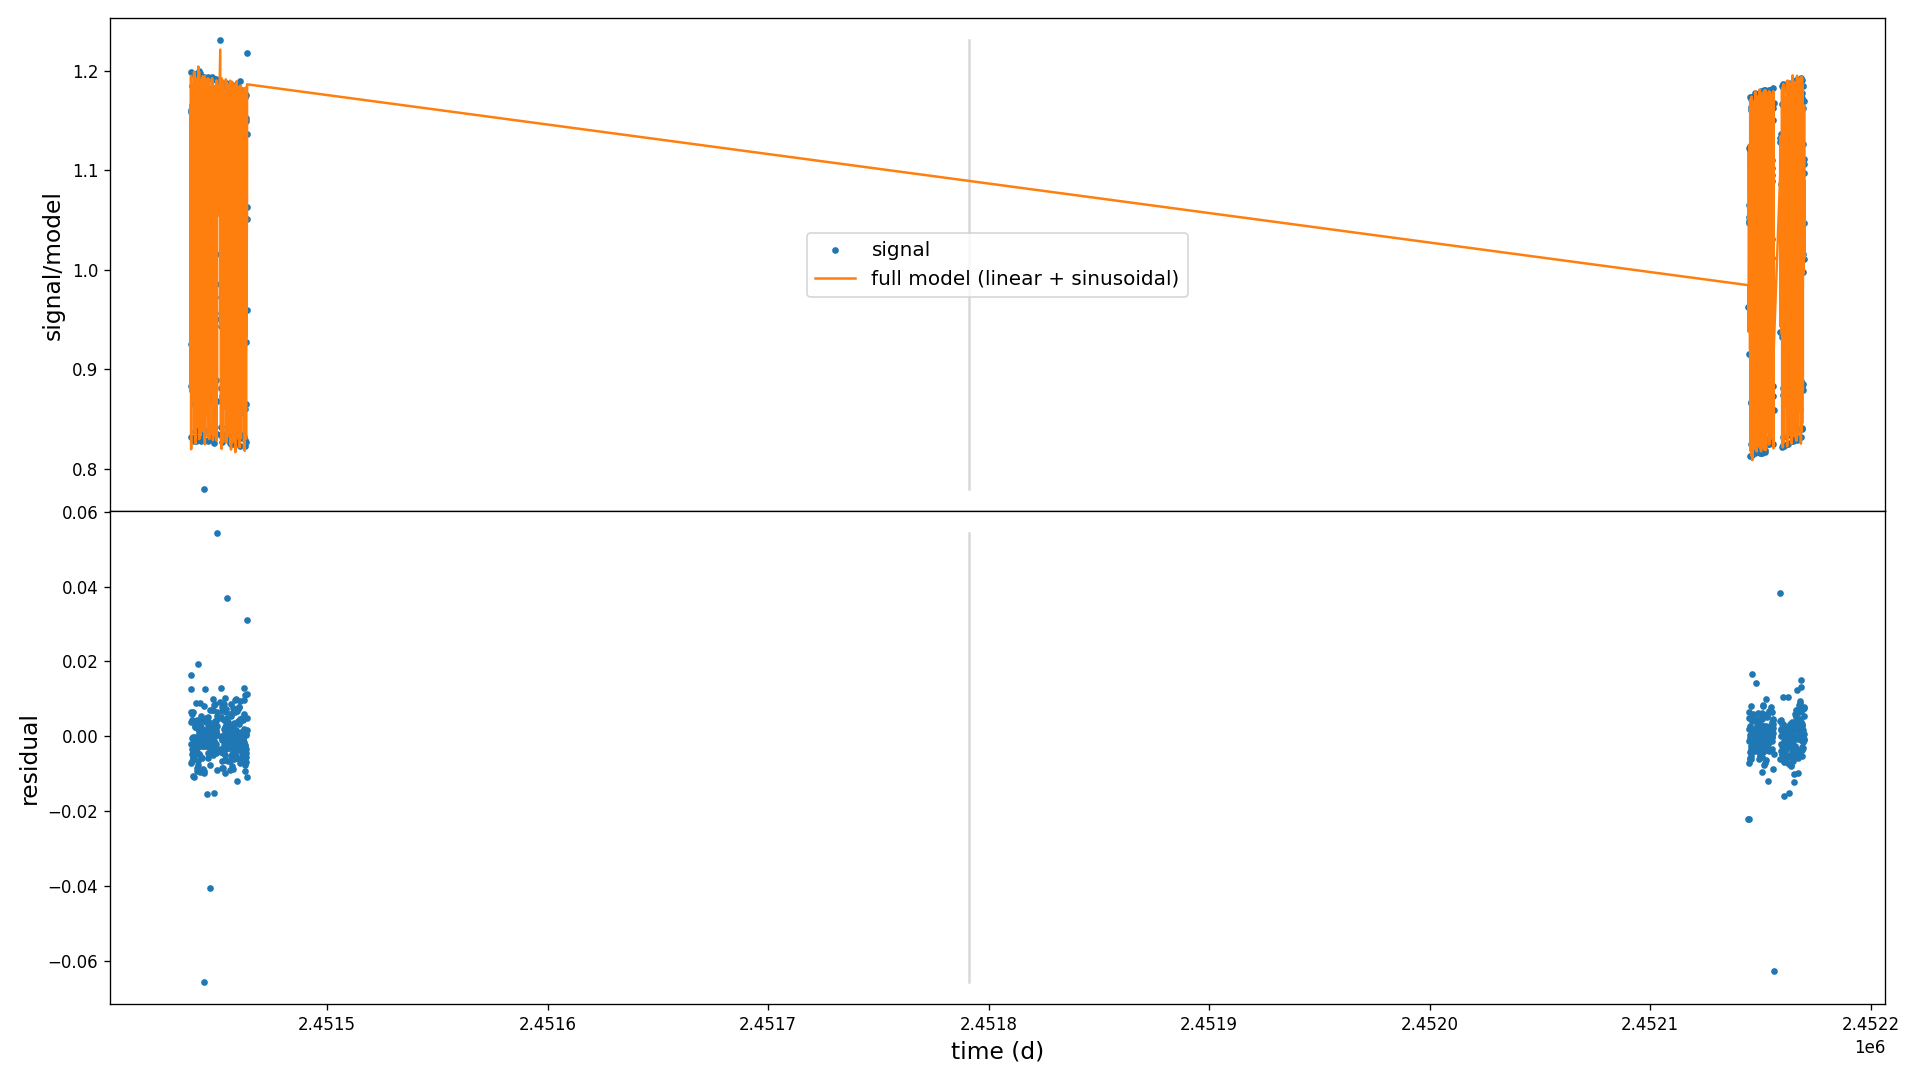 1.2
1.1
1.0
0.9
0.8
signal/model
signal
full model (linear + sinusoidal)
0.06
0.04
0.02
0.00
−0.02
−0.04
−0.06
residual
2.4515 2.4516 2.4517 2.4518 2.4519 2.4520 2.4521 2.4522
1e6
time (d)